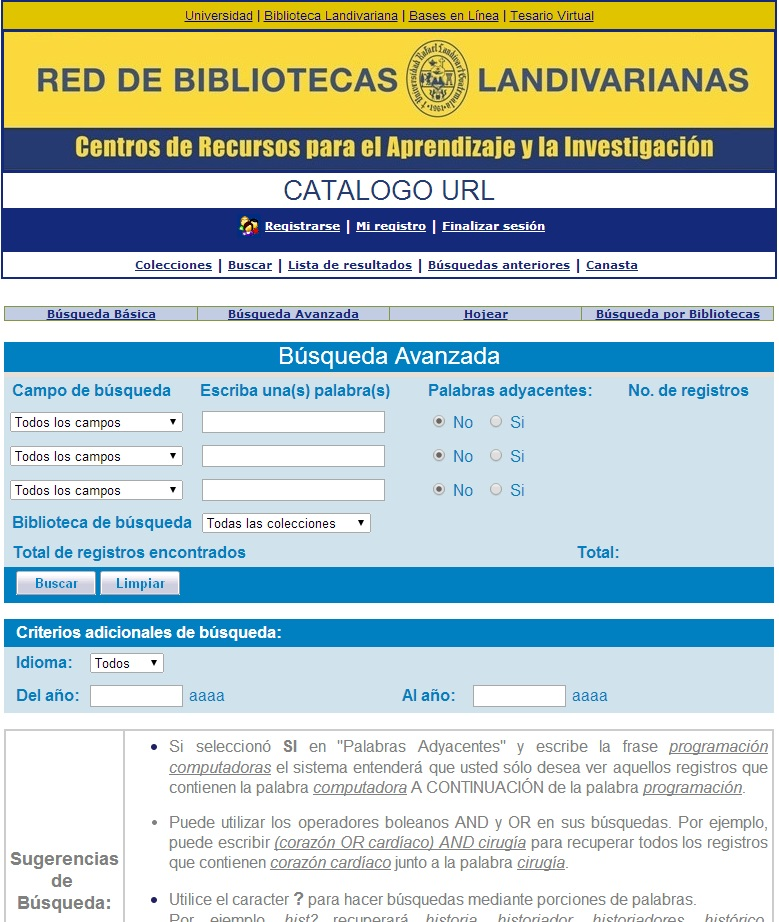 Universidad | Biblioteca Landivariana | Bases en Línea | Tesario Virtual
RED DE BIBLIOTECAS LANDIVARIANAS
Centros de Recursos para el Aprendizaje y la Investigación
CATALOGO URL
Registrarse | Mi registro | Finalizar sesión
Colecciones | Buscar | Lista de resultados | Búsquedas anteriores | Canasta
Búsqueda Básica Búsqueda Avanzada Hojear Búsqueda por Bibliotecas
Búsqueda Avanzada
Campo de búsqueda Escriba una(s) palabra(s) Palabras adyacentes: No. de registros
Todos los campos No Si
Todos los campos No Si
Todos los campos No Si
Biblioteca de búsqueda Todas las colecciones
Total de registros encontrados Total:
Buscar Limpiar
Criterios adicionales de búsqueda:
Idioma: Todos
Del año: aaaa Al año: aaaa
Sugerencias
de
Búsqueda:
• Si seleccionó SI en "Palabras Adyacentes" y escribe la frase programación
computadoras el sistema entenderá que usted sólo desea ver aquellos registros que
contienen la palabra computadora A CONTINUACIÓN de la palabra programación.
• Puede utilizar los operadores boleanos AND y OR en sus búsquedas. Por ejemplo,
puede escribir (corazón OR cardíaco) AND cirugía para recuperar todos los registros
que contienen corazón cardíaco junto a la palabra cirugía.
• Utilice el caracter ? para hacer búsquedas mediante porciones de palabras.
Por ejemplo, hist? recuperará historia, historiador, historiadores, histórico,